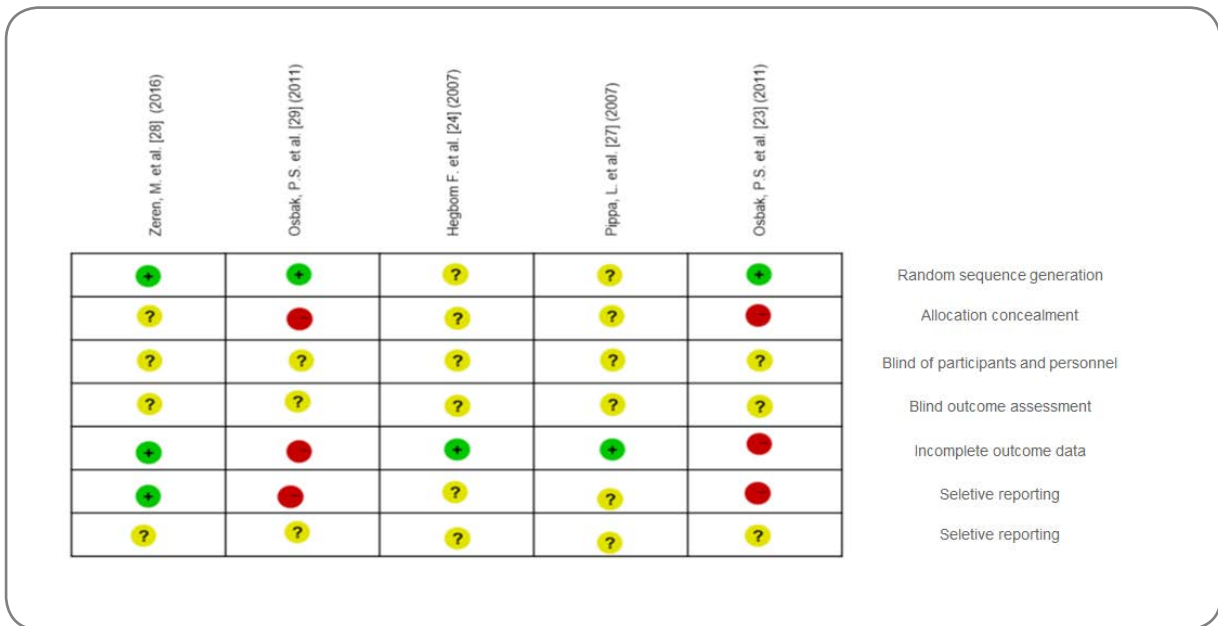 Zeren, M. et al. [28] (2016)
Osbak, P.S. et al. [29] (2011)
Hegbom F. et al. [24] (2007)
Pippa, L. et al. [27] (2007)
Osbak, P.S. et al. [23] (2011)
+ + ? ? + Random sequence generation
? - ? ? - Allocation concealment
? ? ? ? ? Blind of participants and personnel
? ? ? ? ? Blind outcome assessment
+ - + + - Incomplete outcome data
+ - ? ? - Seletive reporting
? ? ? ? ? Seletive reporting